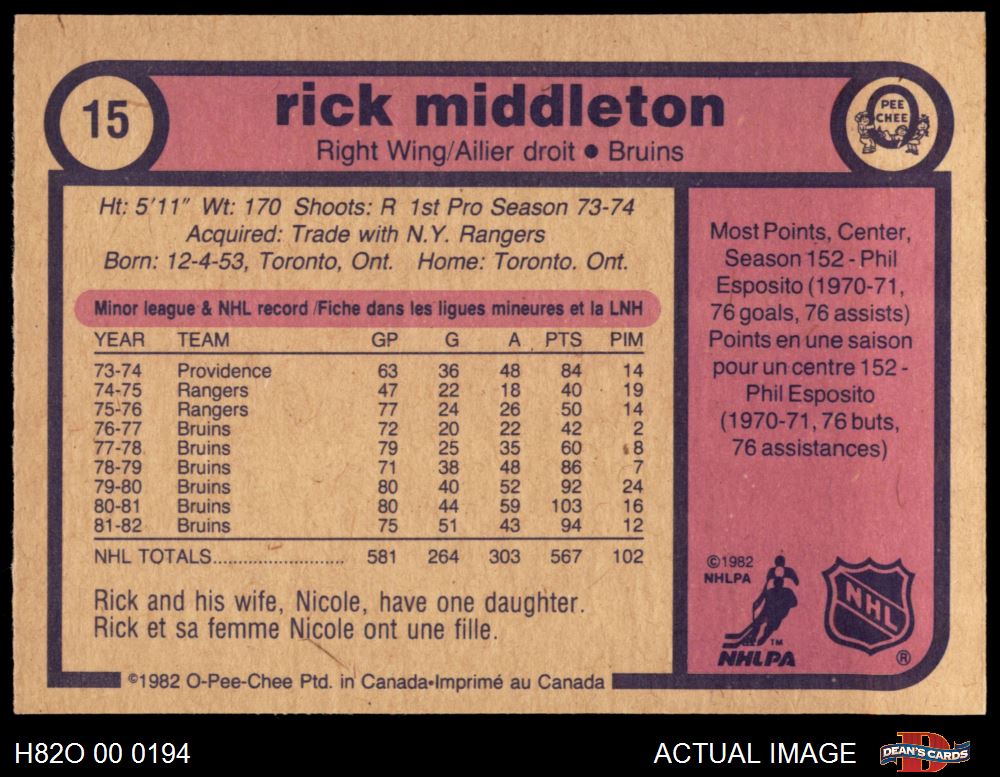 15
rick middleton
Right Wing/Ailier droit ● Bruins
O
PEE
CHEE
Ht: 5'11" Wt: 170 Shoots: R 1st Pro Season 73-74
Acquired: Trade with N.Y. Rangers
Born: 12-4-53, Toronto, Ont. Home: Toronto. Ont.
Minor league & NHL record /Fiche dans les ligues mineures et la LNH
YEAR TEAM GP G A PTS PIM
73-74 Providence 63 36 48 84 14
74-75 Rangers 47 22 18 40 19
75-76 Rangers 77 24 26 50 14
76-77 Bruins 72 20 22 42 2
77-78 Bruins 79 25 35 60 8
78-79 Bruins 71 38 48 86 7
79-80 Bruins 80 40 52 92 24
80-81 Bruins 80 44 59 103 16
81-82 Bruins 75 51 43 94 12
NHL TOTALS...................... 581 264 303 567 102
Rick and his wife, Nicole, have one daughter.
Rick et sa femme Nicole ont une fille.
©1982 O-Pee-Chee Ptd. in Canada•Imprimé au Canada
Most Points, Center,
Season 152 - Phil
Esposito (1970-71,
76 goals, 76 assists)
Points en une saison
pour un centre 152 -
Phil Esposito
(1970-71, 76 buts,
76 assistances)
©1982
NHLPA
TM
NHLPA
NHL
®
H82O 00 0194
ACTUAL IMAGE
D
DEAN'S CARDS